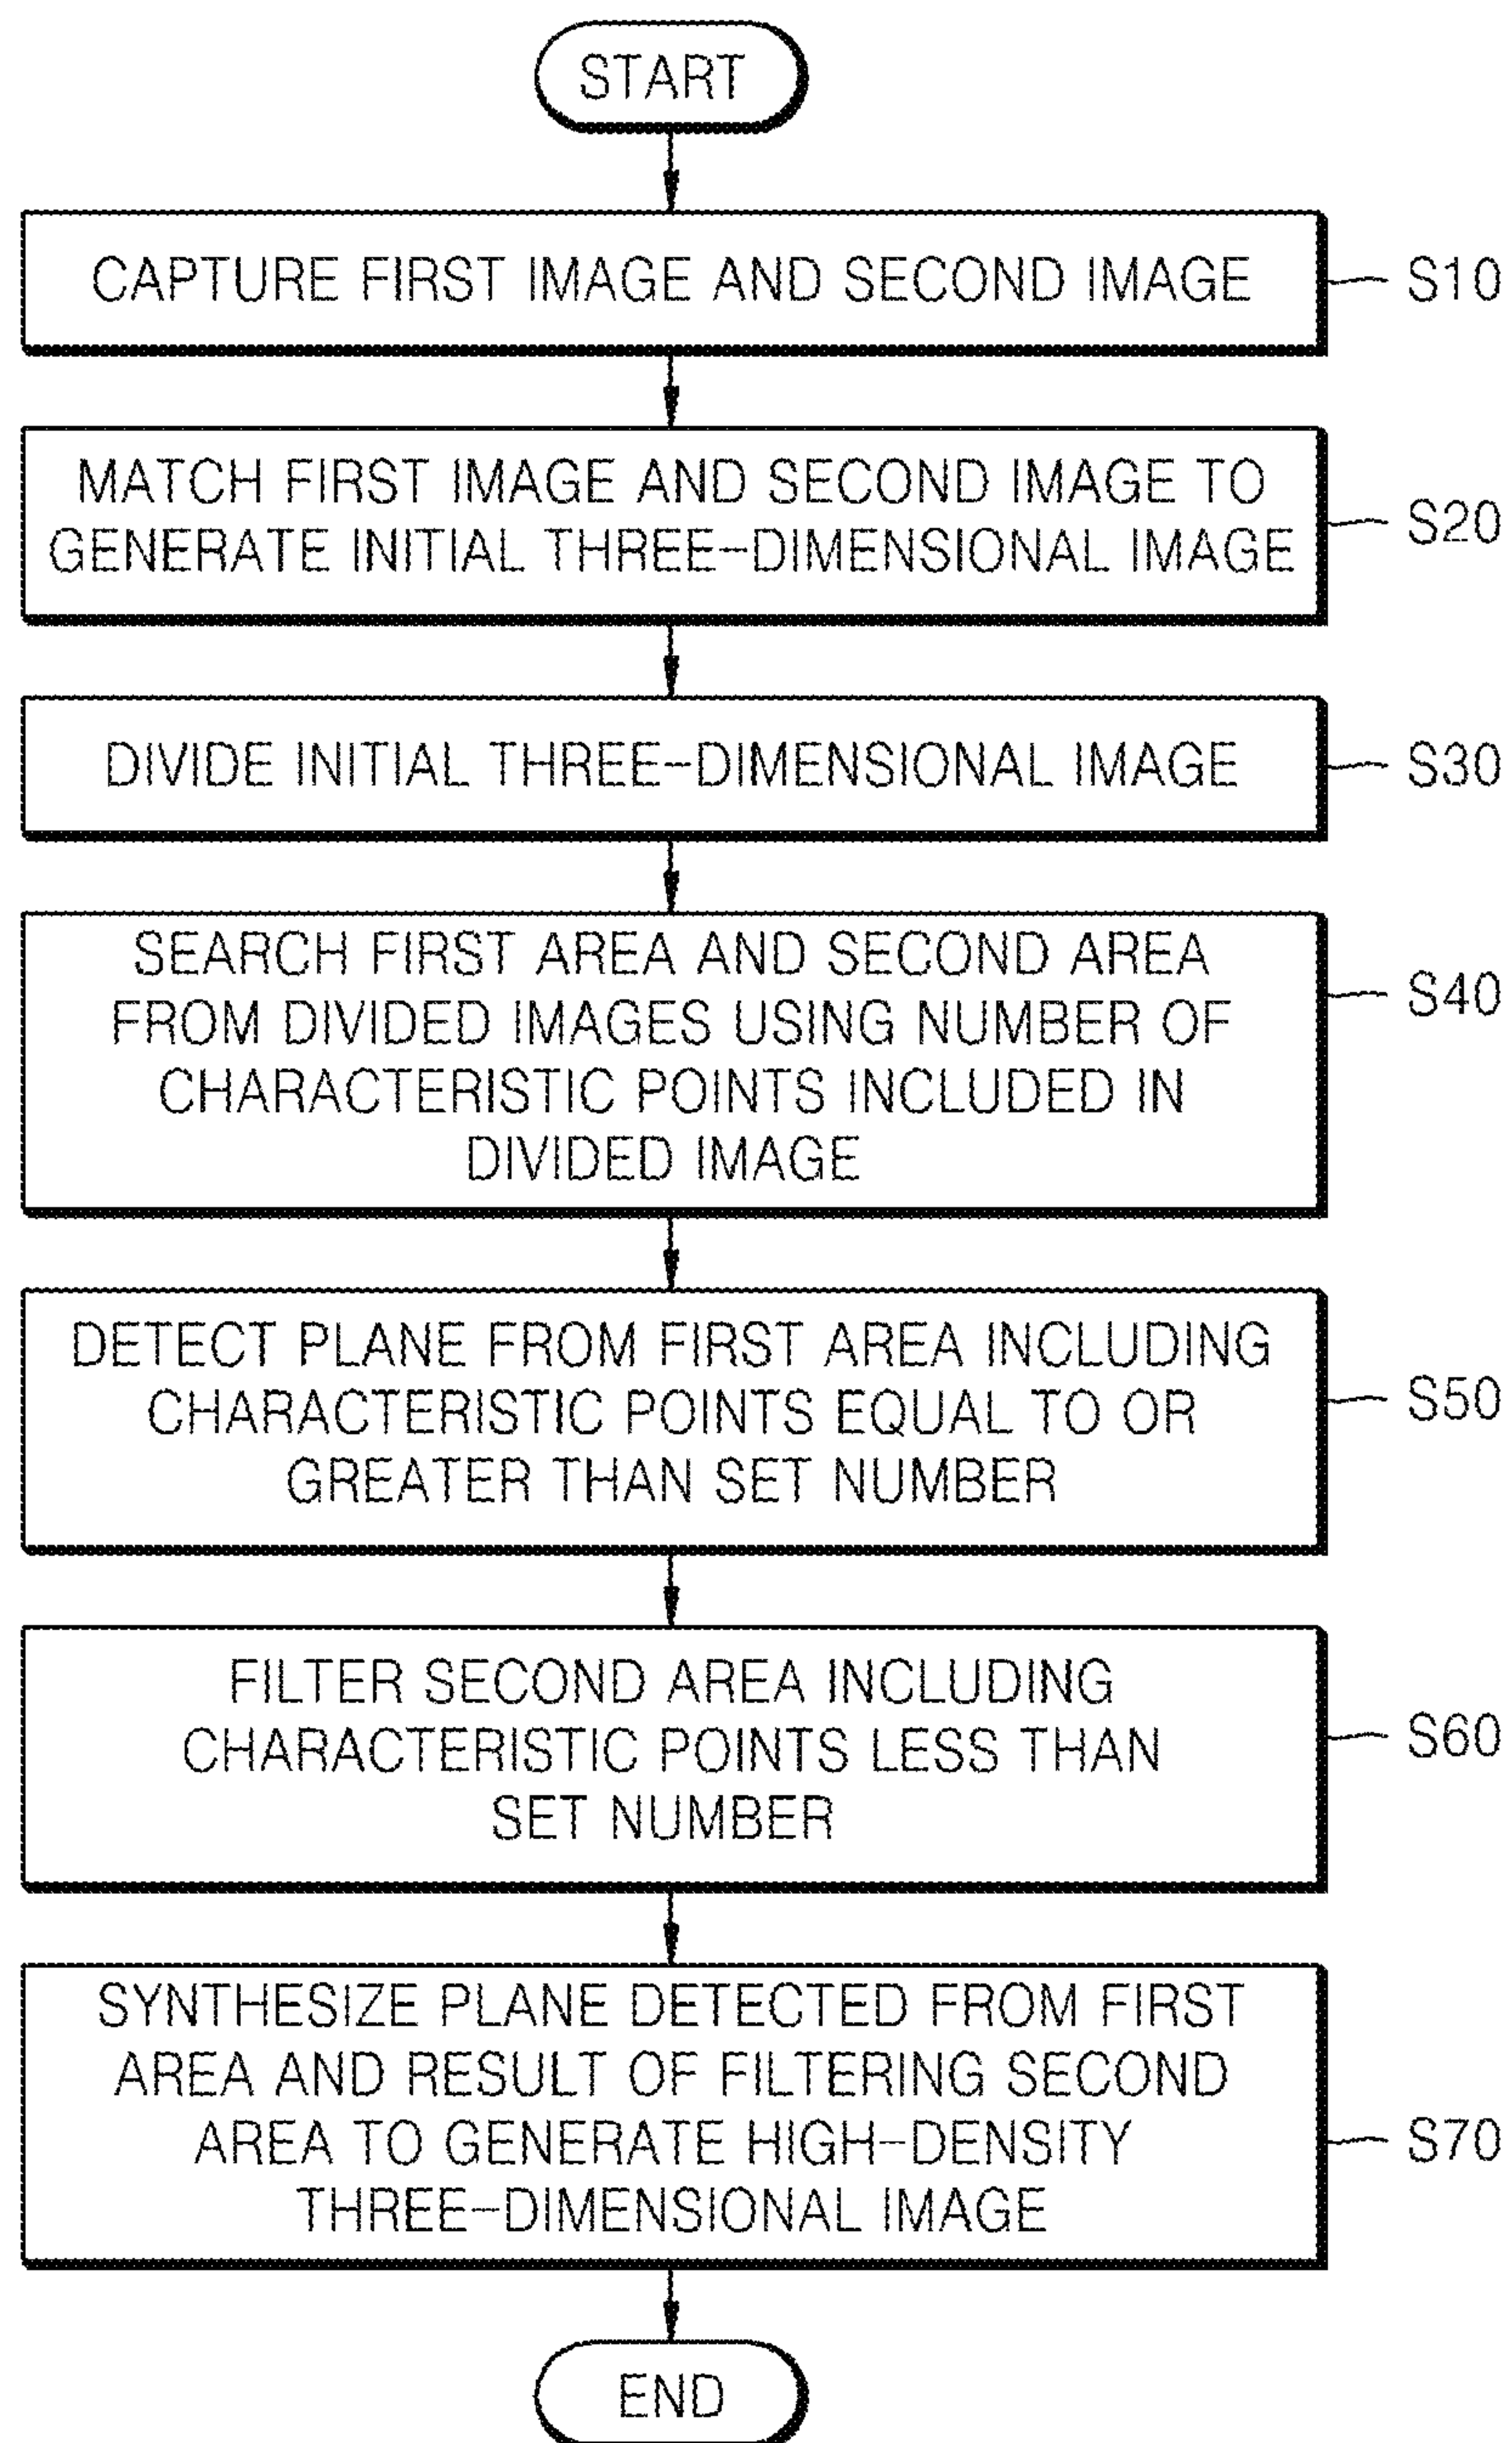 START
CAPTURE FIRST IMAGE AND SECOND IMAGE
S10
MATCH FIRST IMAGE AND SECOND IMAGE TO
GENERATE INITIAL THREE-DIMENSIONAL IMAGE
S20
DIVIDE INITIAL THREE-DIMENSIONAL IMAGE
S30
SEARCH FIRST AREA AND SECOND AREA
FROM DIVIDED IMAGES USING NUMBER OF
CHARACTERISTIC POINTS INCLUDED IN
DIVIDED IMAGE
S40
DETECT PLANE FROM FIRST AREA INCLUDING
CHARACTERISTIC POINTS EQUAL TO OR
GREATER THAN SET NUMBER
S50
FILTER SECOND AREA INCLUDING
CHARACTERISTIC POINTS LESS THAN
SET NUMBER
S60
SYNTHESIZE PLANE DETECTED FROM FIRST
AREA AND RESULT OF FILTERING SECOND
AREA TO GENERATE HIGH-DENSITY
THREE-DIMENSIONAL IMAGE
S70
END